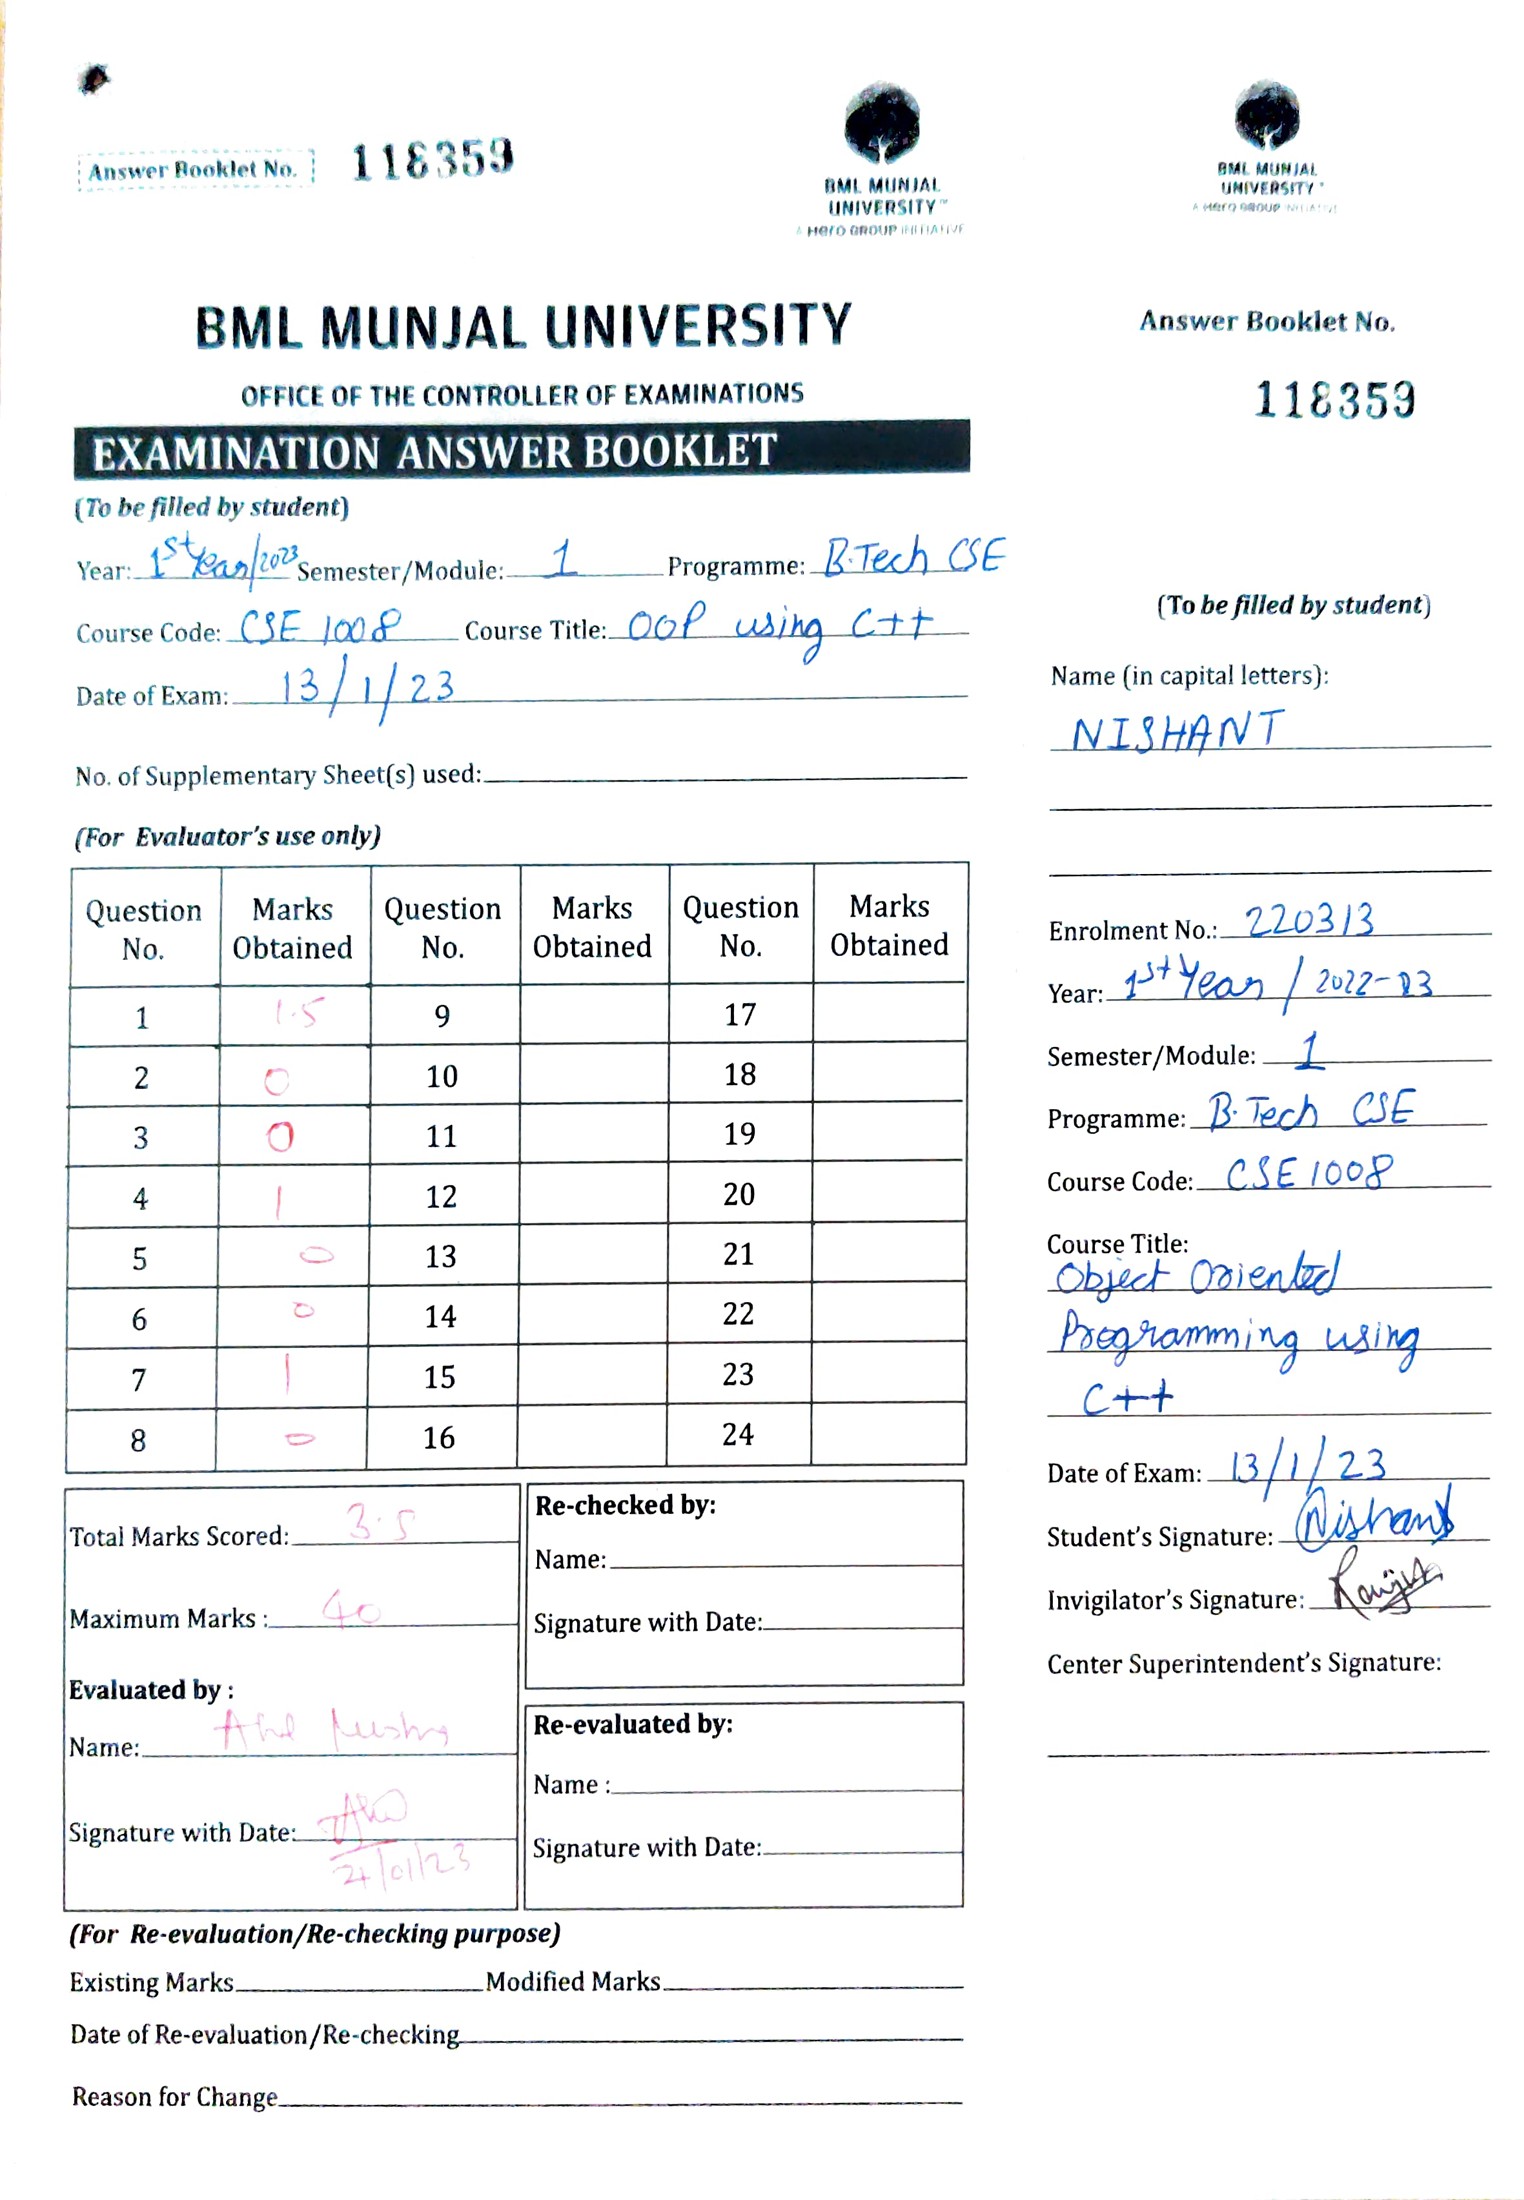 Answer Booklet No. 118359
BML MUNJAL
UNIVERSITY™
A Hero GROUP INITIATIVE
BML MUNJAL UNIVERSITY
OFFICE OF THE CONTROLLER OF EXAMINATIONS
EXAMINATION ANSWER BOOKLET
(To be filled by student)
Year: 1st Year/2023 Semester/Module: 1 Programme: B.Tech CSE
Course Code: CSE 1008 Course Title: OOP using C++
Date of Exam: 13/1/23
No. of Supplementary Sheet(s) used:
(For Evaluator's use only)
Question No. Marks Obtained Question No. Marks Obtained Question No. Marks Obtained
1 1.5 9 17
2 0 10 18
3 0 11 19
4 1 12 20
5 0 13 21
6 0 14 22
7 1 15 23
8 0 16 24
Total Marks Scored: 3.5
Maximum Marks : 40
Evaluated by :
Name:
Signature with Date: 21/01/23
Re-checked by:
Name:
Signature with Date:
Re-evaluated by:
Name :
Signature with Date:
(For Re-evaluation/Re-checking purpose)
Existing Marks Modified Marks
Date of Re-evaluation/Re-checking
Reason for Change
BML MUNJAL
UNIVERSITY™
A Hero GROUP INITIATIVE
Answer Booklet No.
118359
(To be filled by student)
Name (in capital letters):
NISHANT
Enrolment No.: 220313
Year: 1st Year / 2022-23
Semester/Module: 1
Programme: B.Tech CSE
Course Code: CSE 1008
Course Title:
Object Oriented
Programming using
C++
Date of Exam: 13/1/23
Student's Signature: Nishant
Invigilator's Signature:
Center Superintendent's Signature: